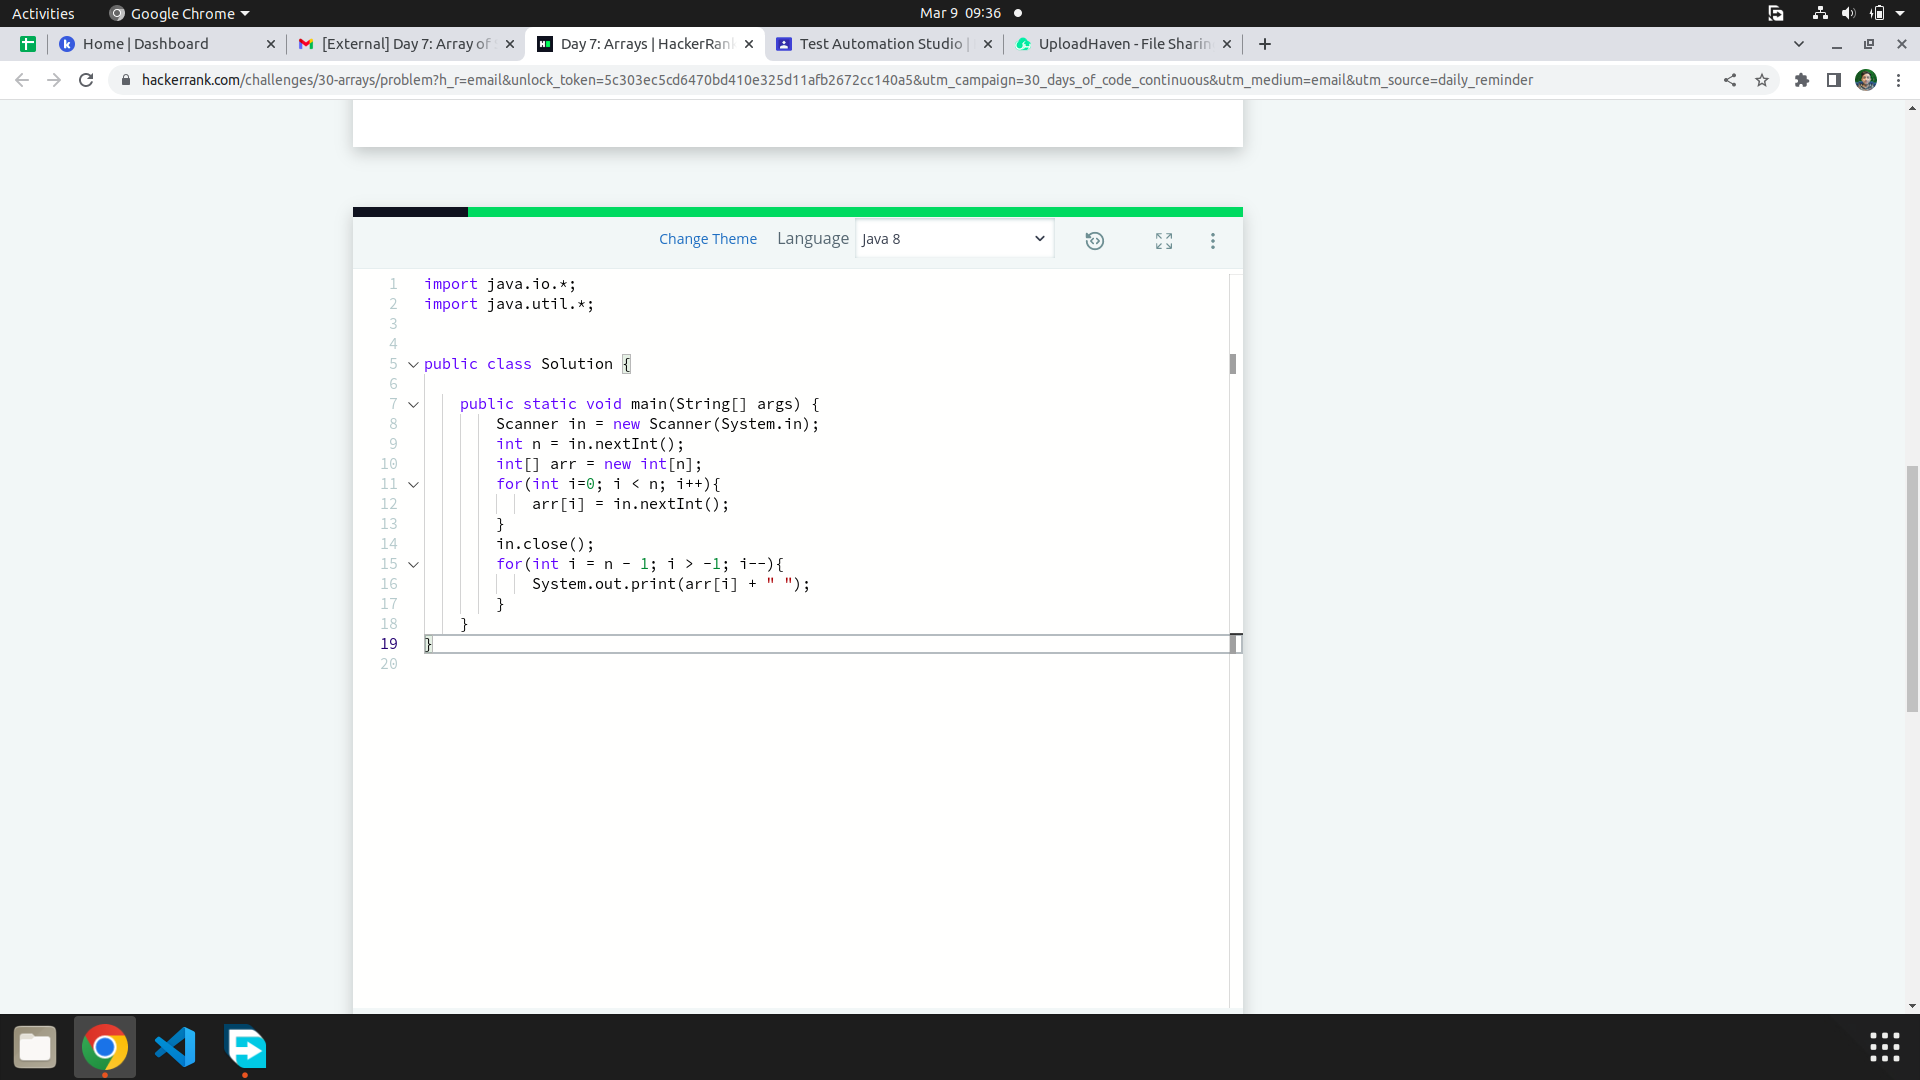 Activities
Google Chrome
Mar 9 09:36
Home | Dashboard
[External] Day 7: Array of
Day 7: Arrays | HackerRank
Test Automation Studio |
UploadHaven - File Sharin
hackerrank.com/challenges/30-arrays/problem?h_r=email&unlock_token=5c303ec5cd6470bd410e325d11afb2672cc140a5&utm_campaign=30_days_of_code_continuous&utm_medium=email&utm_source=daily_reminder
Change Theme Language Java 8
1 import java.io.*;
2 import java.util.*;
3
4
5 public class Solution {
6
7 public static void main(String[] args) {
8 Scanner in = new Scanner(System.in);
9 int n = in.nextInt();
10 int[] arr = new int[n];
11 for(int i=0; i < n; i++){
12 arr[i] = in.nextInt();
13 }
14 in.close();
15 for(int i = n - 1; i > -1; i--){
16 System.out.print(arr[i] + " ");
17 }
18 }
19 }
20